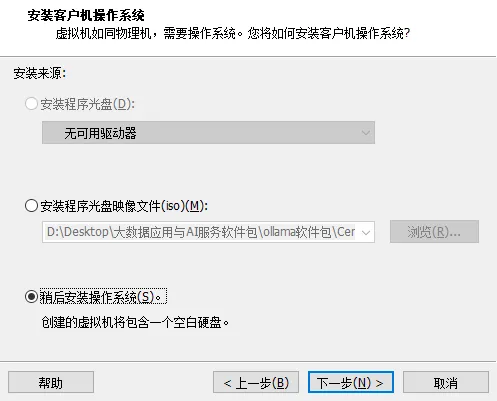 安装客户机操作系统
虚拟机如同物理机，需要操作系统。您将如何安装客户机操作系统?
安装来源:
安装程序光盘(D):
无可用驱动器
安装程序光盘映像文件(iso)(M):
D:\Desktop\大数据应用与AI服务软件包\ollama软件包\Cer
浏览(R)...
稍后安装操作系统(S)。
创建的虚拟机将包含一个空白硬盘。
帮助
< 上一步(B)
下一步(N) >
取消